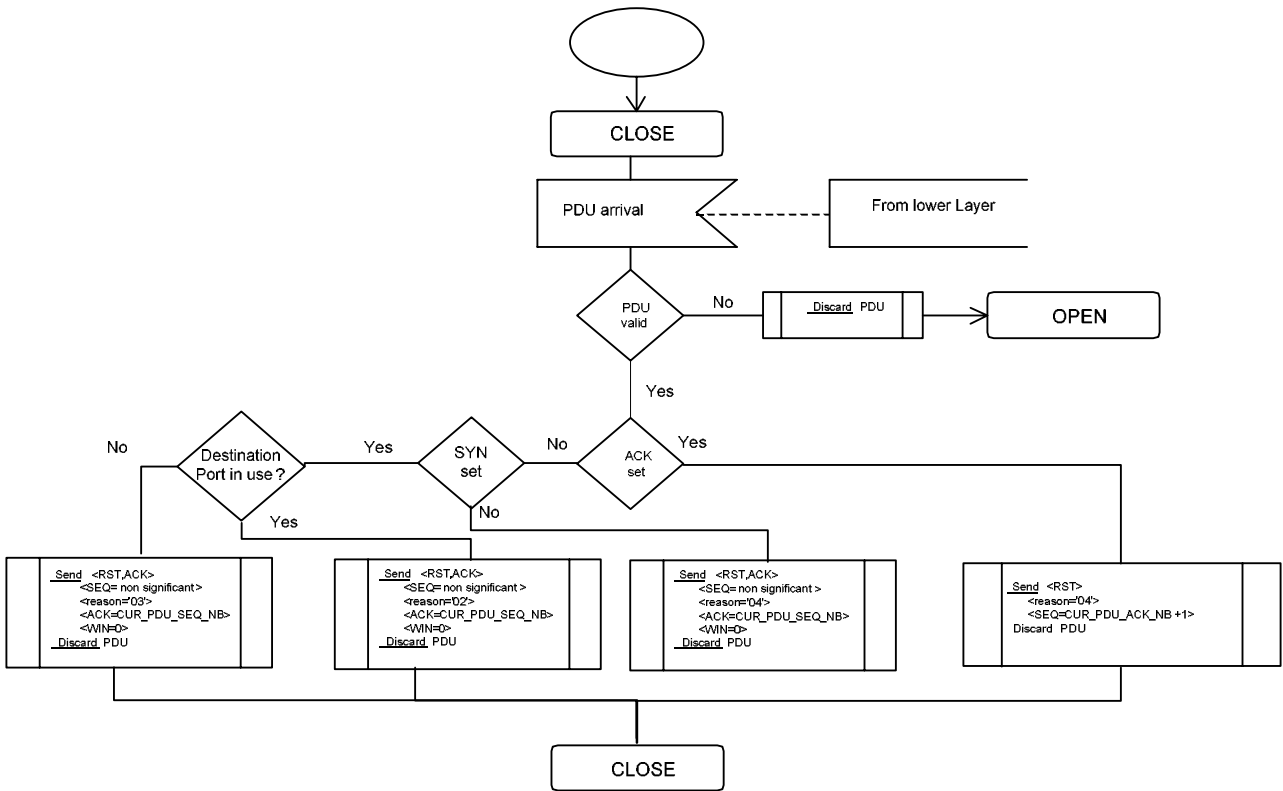 CLOSE
PDU arrival
From lower Layer
PDU
valid
No
Discard PDU
OPEN
Yes
No
Destination
Port in use ?
Yes
SYN
set
No
ACK
set
Yes
Yes
No
Send <RST,ACK>
<SEQ= non significant >
<reason='03'>
<ACK=CUR_PDU_SEQ_NB>
<WIN=0>
Discard PDU
Send <RST,ACK>
<SEQ= non significant >
<reason='02'>
<ACK=CUR_PDU_SEQ_NB>
<WIN=0>
Discard PDU
Send <RST,ACK>
<SEQ= non significant >
<reason='04'>
<ACK=CUR_PDU_SEQ_NB>
<WIN=0>
Discard PDU
Send <RST>
<reason='04'>
<SEQ=CUR_PDU_ACK_NB +1>
Discard PDU
CLOSE